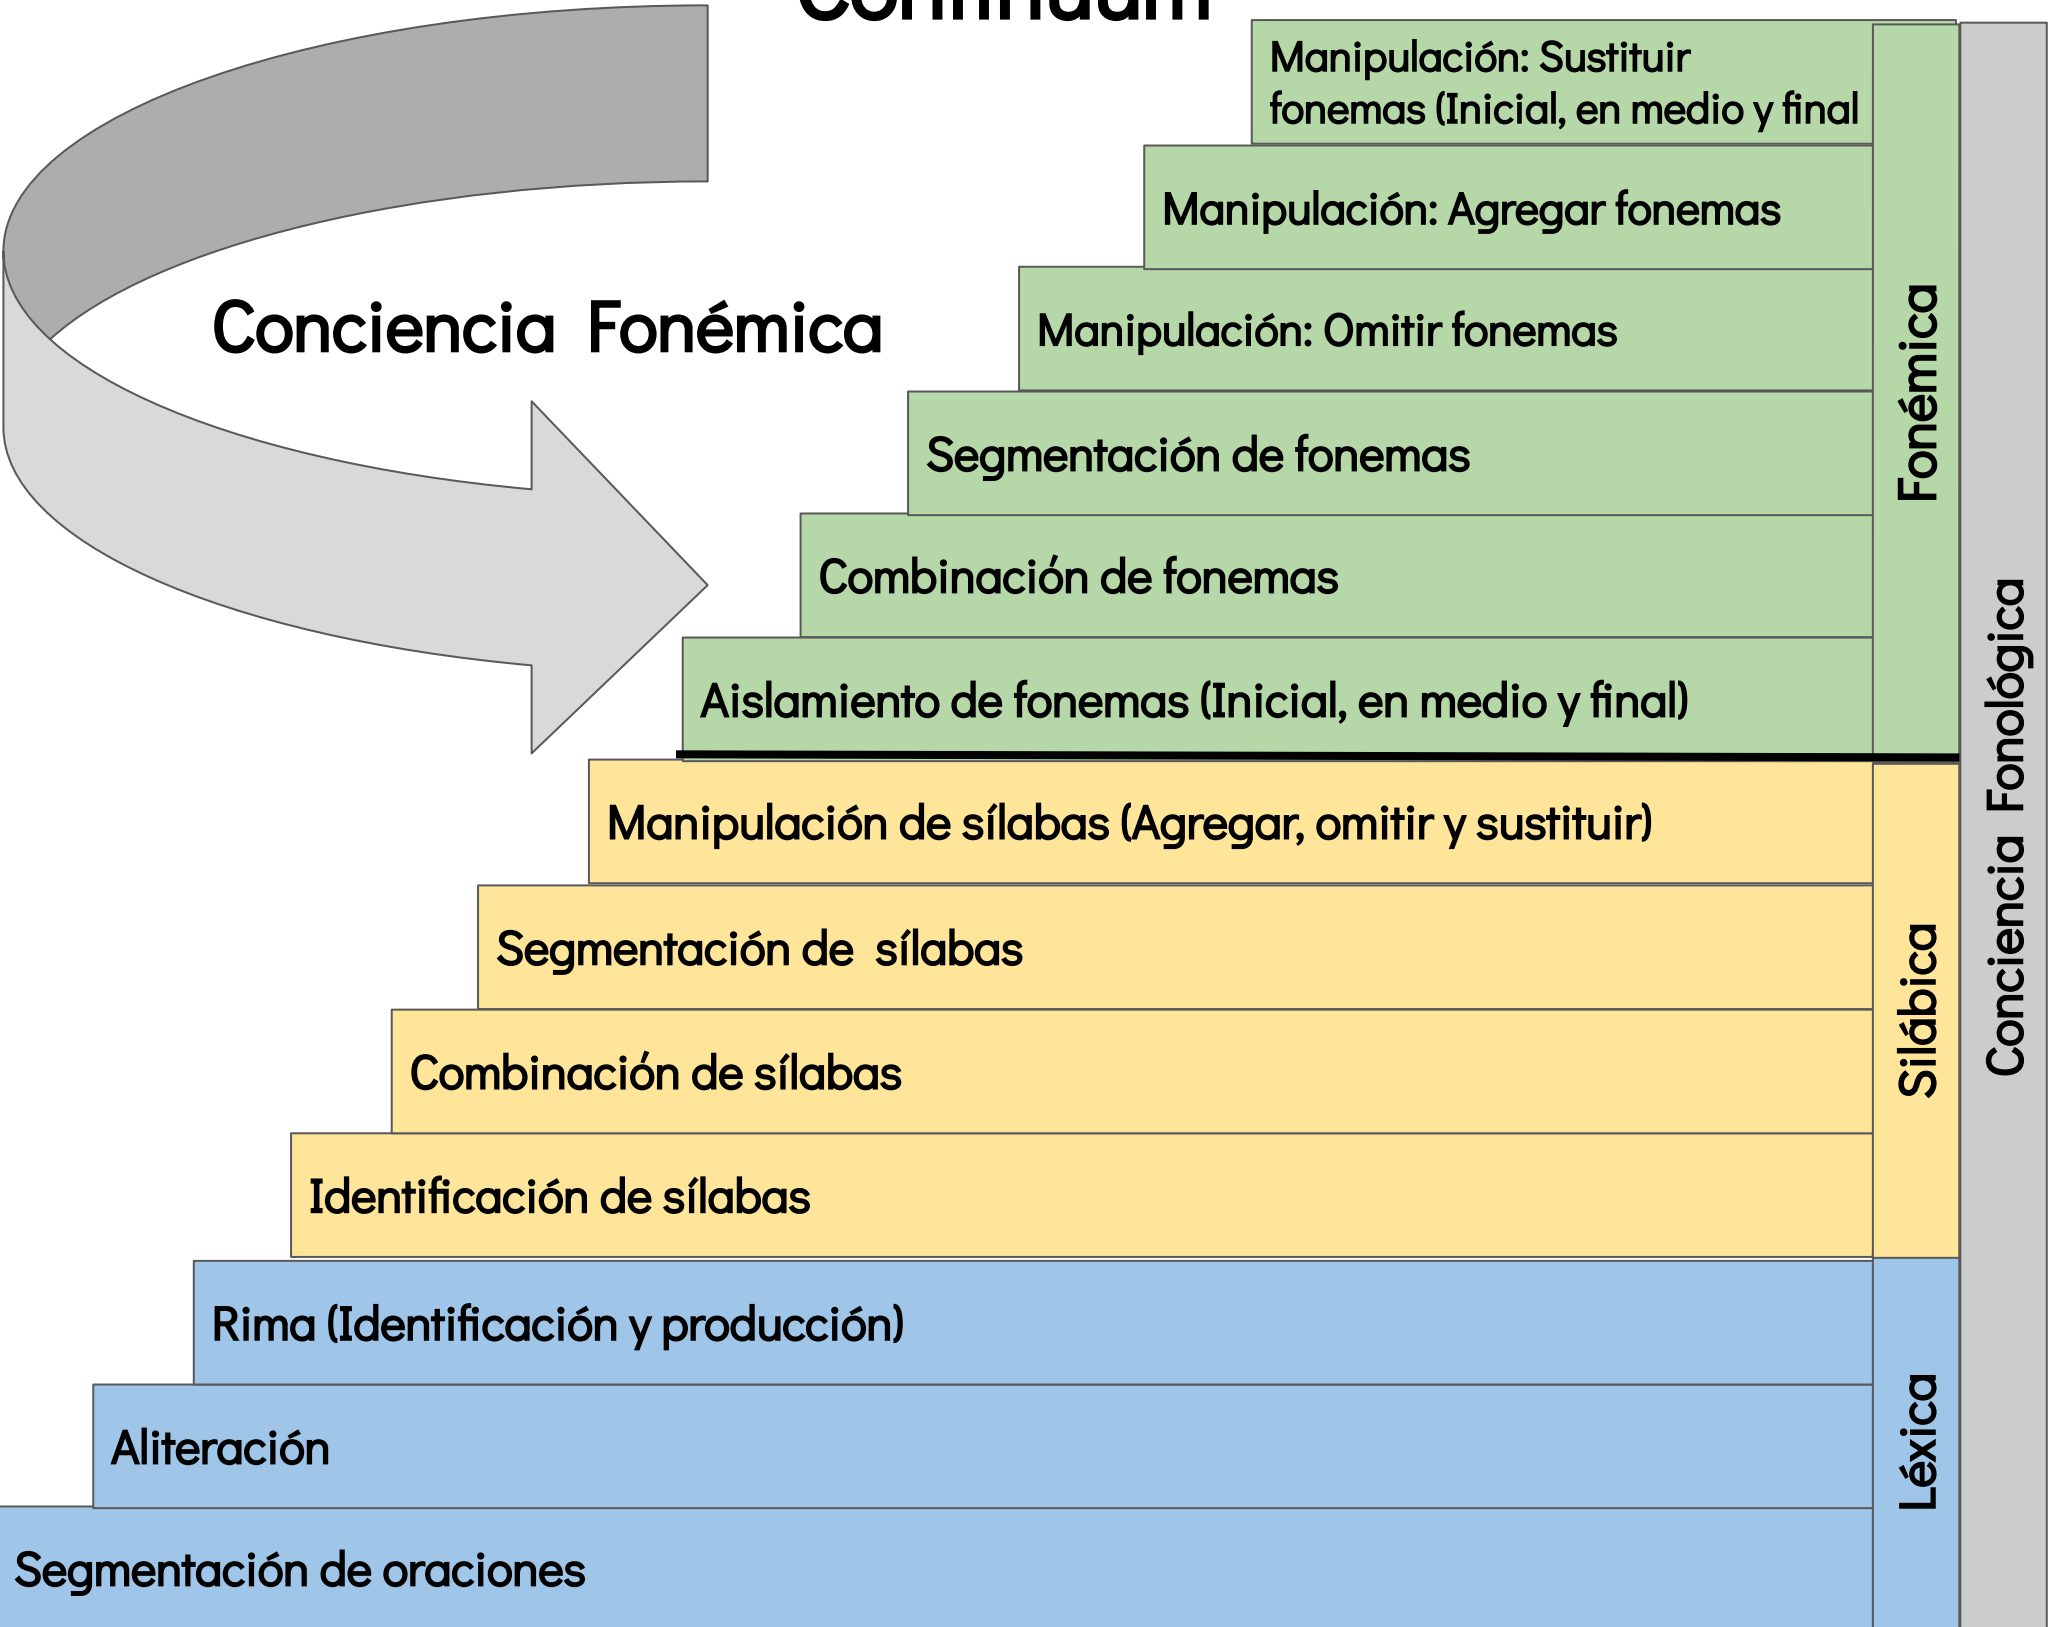 Continuum
Manipulación: Sustituir
fonemas (Inicial, en medio y final
Manipulación: Agregar fonemas
Conciencia Fonémica
Manipulación: Omitir fonemas
Segmentación de fonemas
Combinación de fonemas
Aislamiento de fonemas (Inicial, en medio y final)
Fonémica
Manipulación de sílabas (Agregar, omitir y sustituir)
Segmentación de sílabas
Combinación de sílabas
Identificación de sílabas
Silábica
Rima (Identificación y producción)
Aliteración
Segmentación de oraciones
Léxica
Conciencia Fonológica